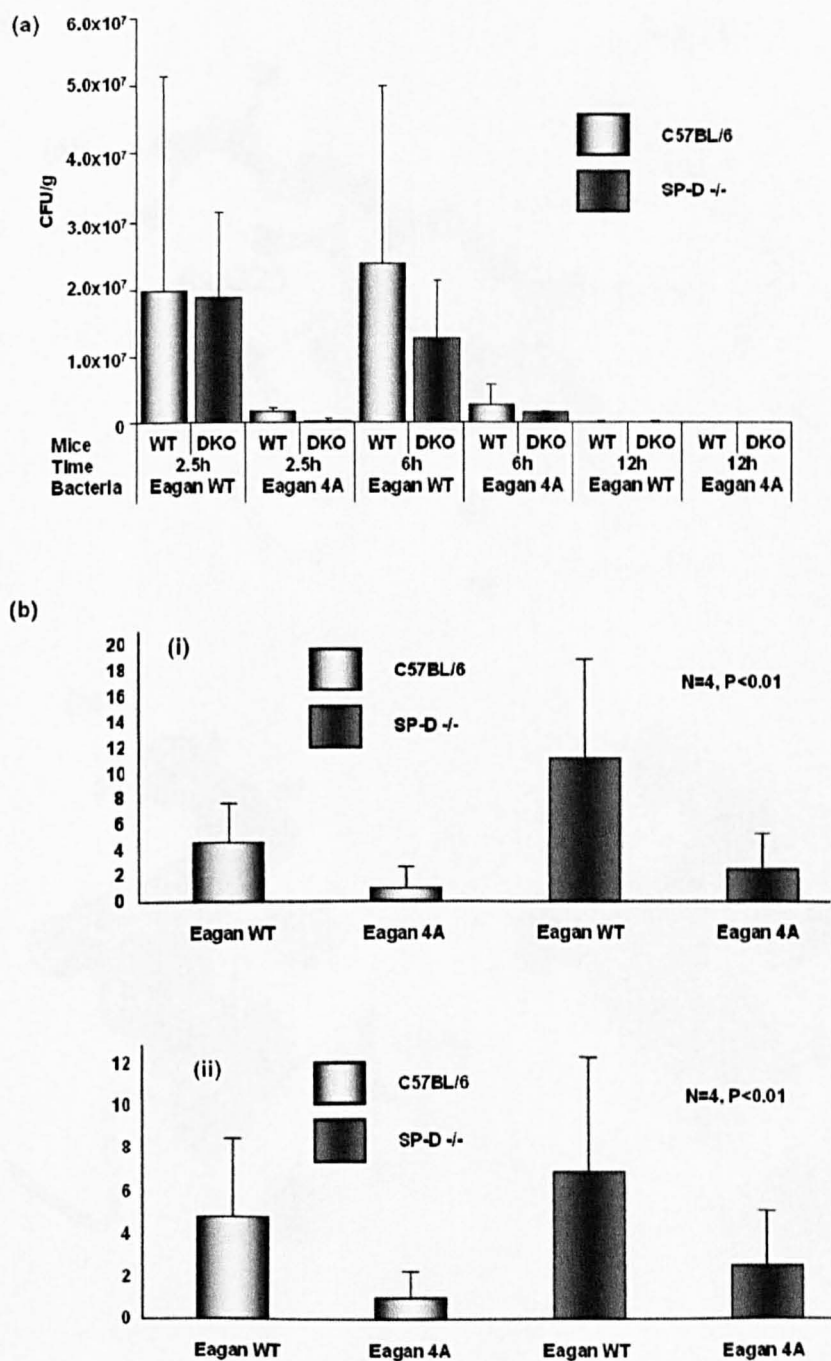 (a)
6.0x10⁷
5.0x10⁷
4.0x10⁷
3.0x10⁷
2.0x10⁷
1.0x10⁷
0
CFU/g
C57BL/6
SP-D -/-
Mice WT DKO WT DKO WT DKO WT DKO WT DKO WT DKO
Time 2.5h 2.5h 6h 6h 12h 12h
Bacteria Eagan WT Eagan 4A Eagan WT Eagan 4A Eagan WT Eagan 4A
(b)
(i)
20
18
16
14
12
10
8
6
4
2
0
C57BL/6
SP-D -/-
N=4, P<0.01
Eagan WT Eagan 4A Eagan WT Eagan 4A
(ii)
12
10
8
6
4
2
0
C57BL/6
SP-D -/-
N=4, P<0.01
Eagan WT Eagan 4A Eagan WT Eagan 4A